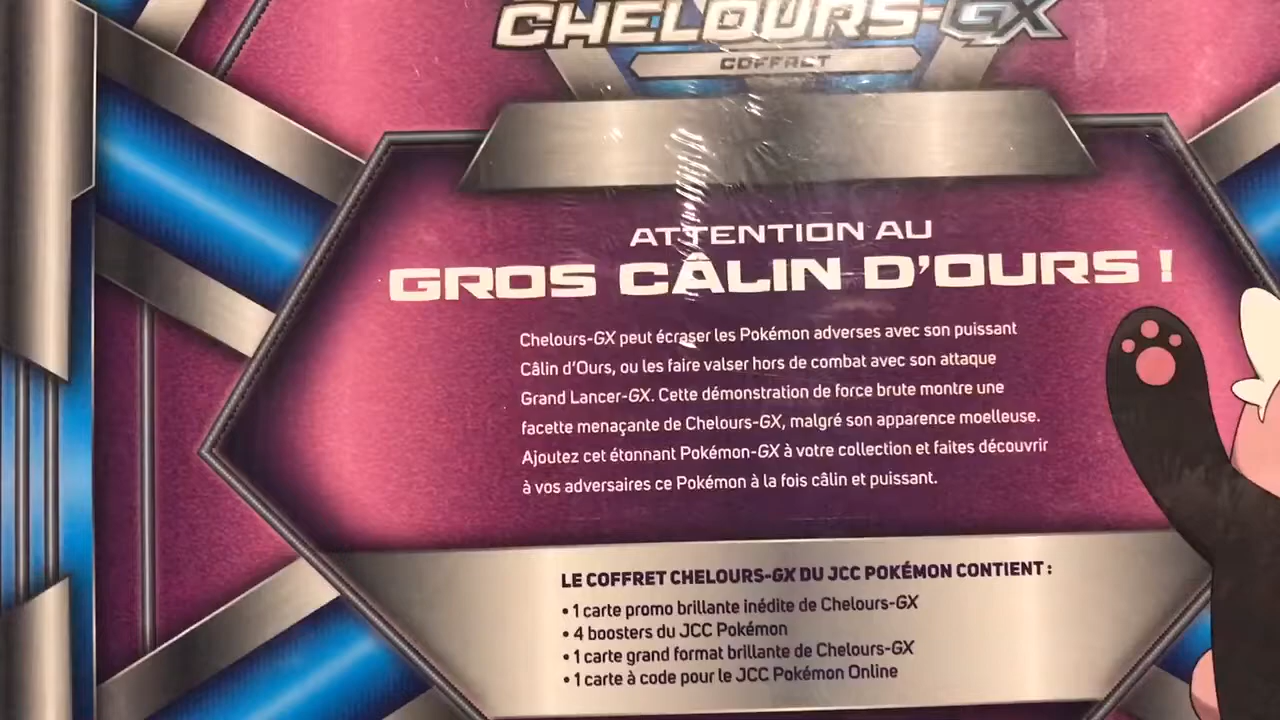 CHELOURS-GX
COFFRET
ATTENTION AU
GROS CÂLIN D'OURS !
Chelours-GX peut écraser les Pokémon adverses avec son puissant
Câlin d'Ours, ou les faire valser hors de combat avec son attaque
Grand Lancer-GX. Cette démonstration de force brute montre une
facette menaçante de Chelours-GX, malgré son apparence moelleuse.
Ajoutez cet étonnant Pokémon-GX à votre collection et faites découvrir
à vos adversaires ce Pokémon à la fois câlin et puissant.
LE COFFRET CHELOURS-GX DU JCC POKÉMON CONTIENT :
• 1 carte promo brillante inédite de Chelours-GX
• 4 boosters du JCC Pokémon
• 1 carte grand format brillante de Chelours-GX
• 1 carte à code pour le JCC Pokémon Online